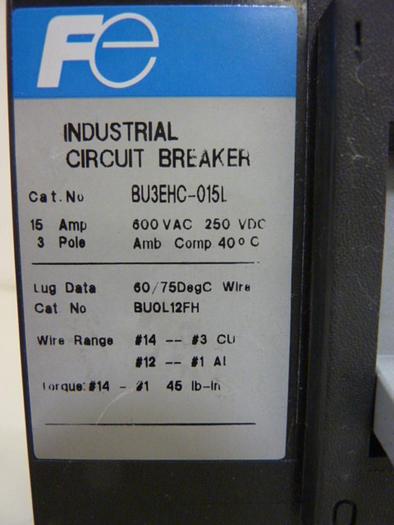 Fe
INDUSTRIAL
CIRCUIT BREAKER
Cat.No BU3EHC-015L
15 Amp 600 VAC 250 VDC
3 Pole Amb Comp 40°C
Lug Data 60/75DegC Wire
Cat No BU0L12FH
Wire Range #14 -- #3 CU
#12 -- #1 Al
Torque: #14 - #1 45 lb-in